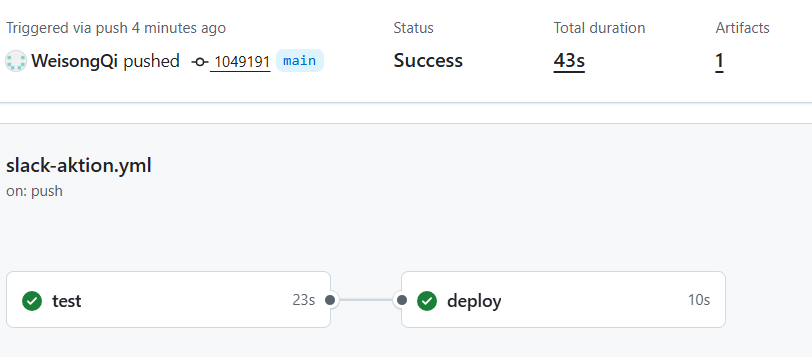 Triggered via push 4 minutes ago
Status
Total duration
Artifacts
WeisongQi pushed 1049191 main
Success
43s
1
slack-aktion.yml
on: push
test 23s
deploy 10s